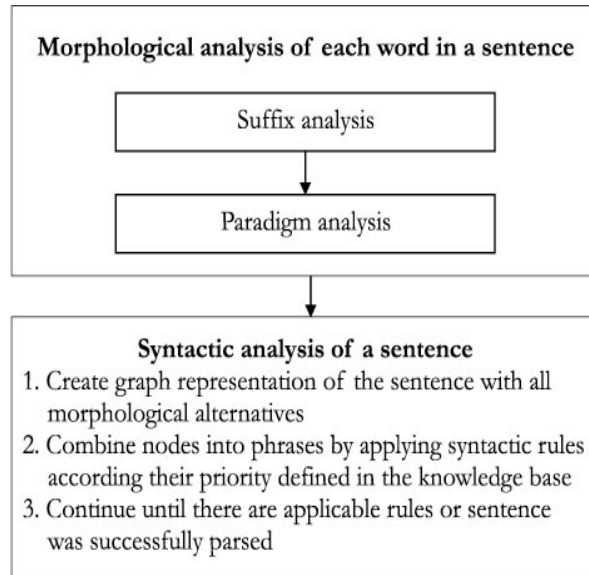 Morphological analysis of each word in a sentence
Suffix analysis
Paradigm analysis
Syntactic analysis of a sentence
1. Create graph representation of the sentence with all
morphological alternatives
2. Combine nodes into phrases by applying syntactic rules
according their priority defined in the knowledge base
3. Continue until there are applicable rules or sentence
was successfully parsed